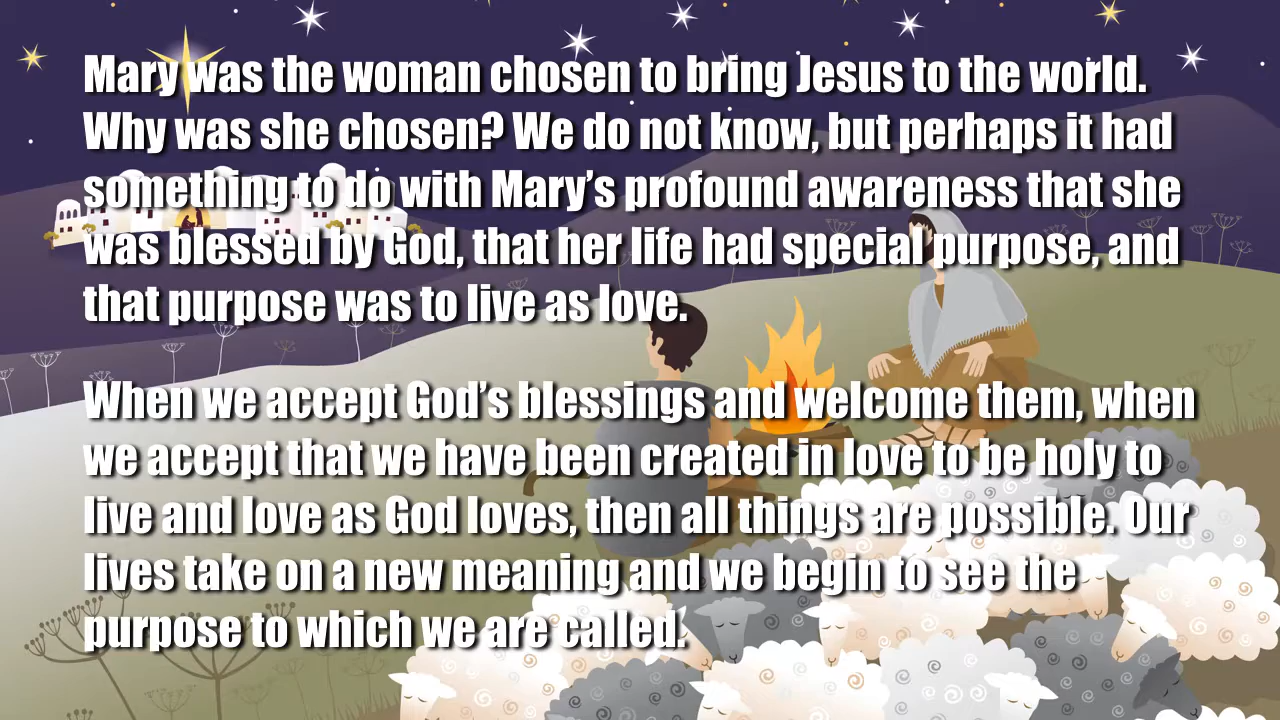 Mary was the woman chosen to bring Jesus to the world.
Why was she chosen? We do not know, but perhaps it had
something to do with Mary’s profound awareness that she
was blessed by God, that her life had special purpose, and
that purpose was to live as love.
When we accept God’s blessings and welcome them, when
we accept that we have been created in love to be holy to
live and love as God loves, then all things are possible. Our
lives take on a new meaning and we begin to see the
purpose to which we are called.